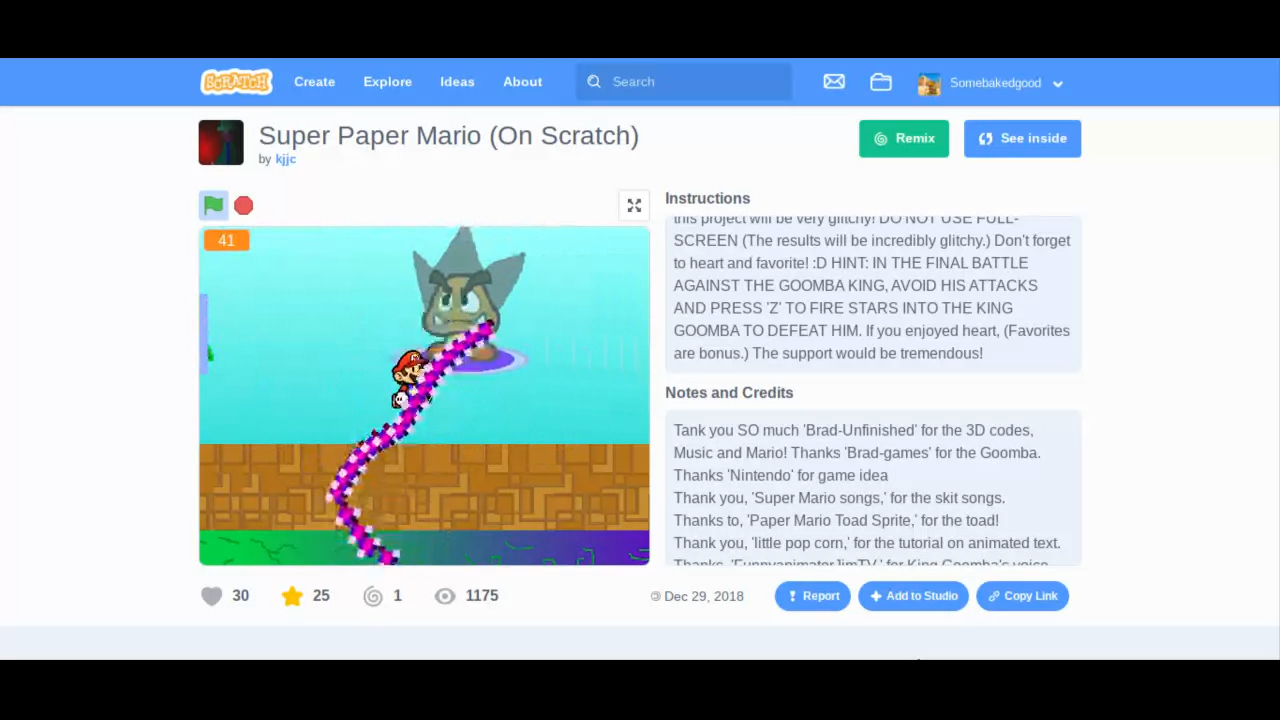 SCRATCH Create Explore Ideas About Search Somebakedgood
Super Paper Mario (On Scratch)
by kjjc
Remix
See inside
41
Instructions
this project will be very glitchy! DO NOT USE FULL-
SCREEN (The results will be incredibly glitchy.) Don't forget
to heart and favorite! :D HINT: IN THE FINAL BATTLE
AGAINST THE GOOMBA KING, AVOID HIS ATTACKS
AND PRESS 'Z' TO FIRE STARS INTO THE KING
GOOMBA TO DEFEAT HIM. If you enjoyed heart, (Favorites
are bonus.) The support would be tremendous!
Notes and Credits
Tank you SO much 'Brad-Unfinished' for the 3D codes,
Music and Mario! Thanks 'Brad-games' for the Goomba.
Thanks 'Nintendo' for game idea
Thank you, 'Super Mario songs,' for the skit songs.
Thanks to, 'Paper Mario Toad Sprite,' for the toad!
Thank you, 'little pop corn,' for the tutorial on animated text.
Thanks, 'FunnyanimatorJimTV,' for King Goomba's voice
30 25 1 1175
Dec 29, 2018
Report
Add to Studio
Copy Link